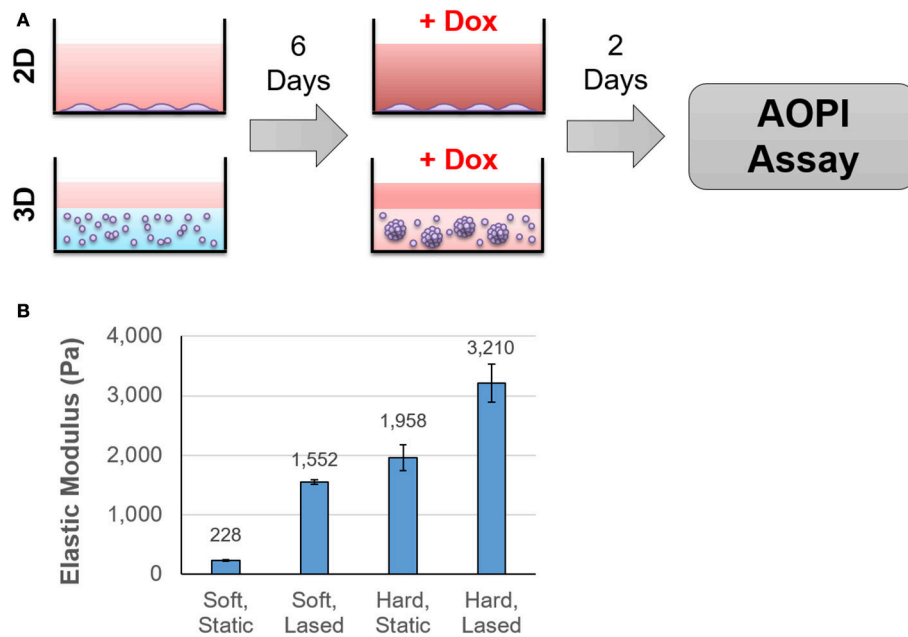 A
2D
6
Days
+ Dox
2
Days
AOPI
Assay
3D
+ Dox
B
Elastic Modulus (Pa)
4,000
3,000
2,000
1,000
0
228
1,552
1,958
3,210
Soft,
Static
Soft,
Lased
Hard,
Static
Hard,
Lased